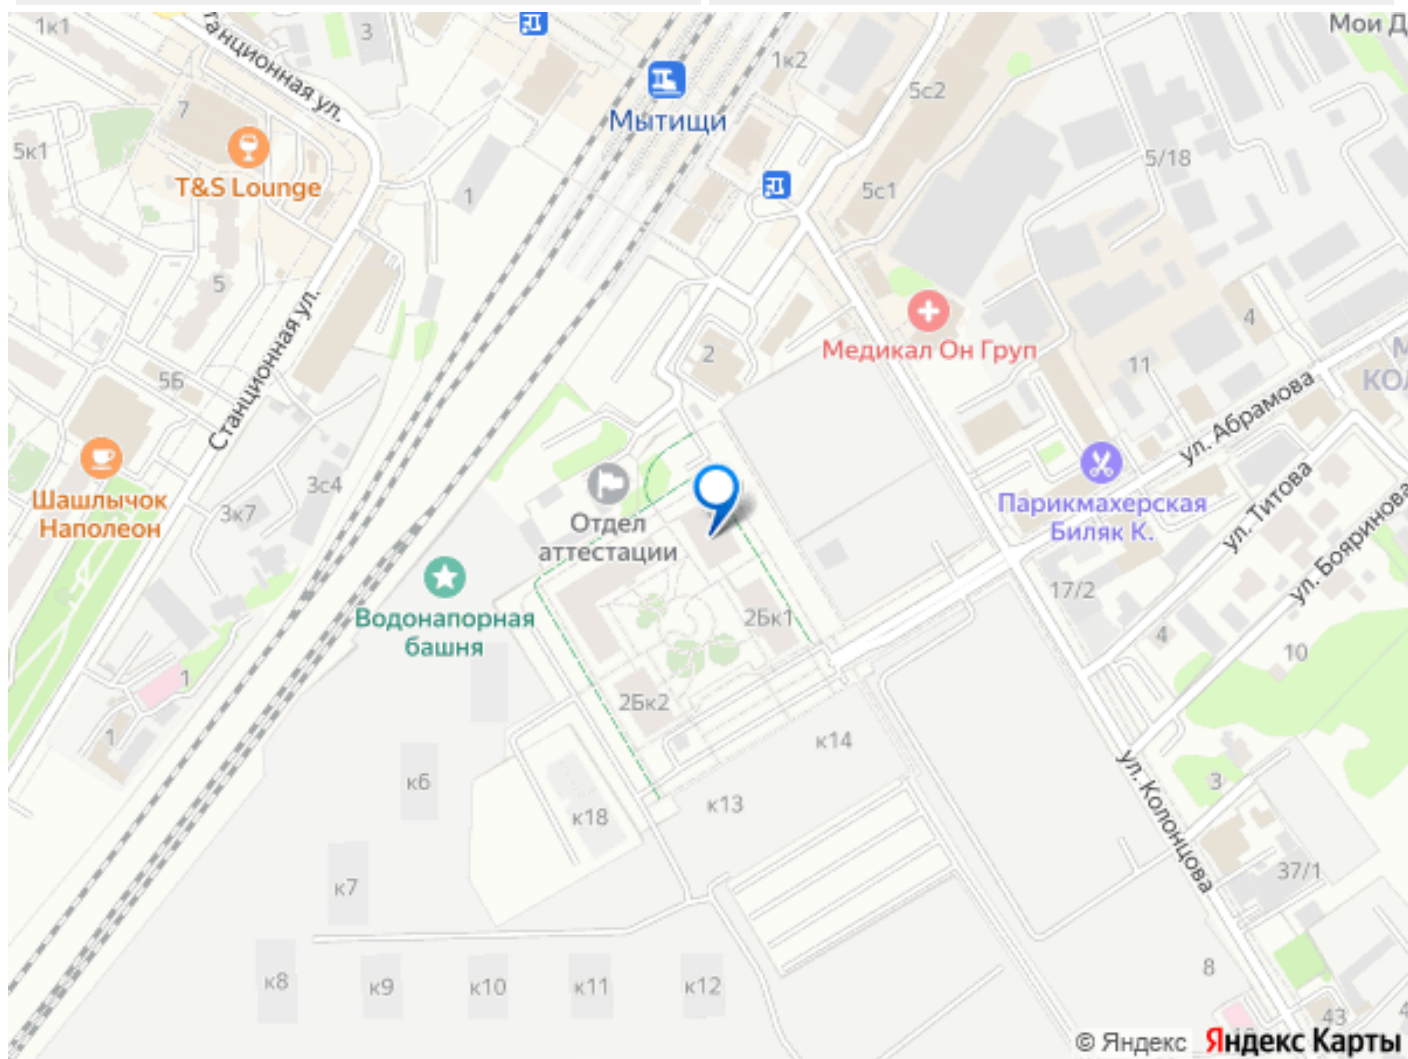 1к1
3
Станционная ул.
Мои Д
1к2
5с2
7
Мытищи
5к1
T&S Lounge
1
5с1
5/18
5
Станционная ул.
2
Медикал Он Груп
4
11
5Б
ул. Абрамова
Шашлычок
Наполеон
3с4
3к7
Отдел
аттестации
Парикмахерская
Биляк К.
ул. Титова
ул. Бояринова
17/2
Водонапорная
башня
2Бк1
4
10
1
2Бк2
1
к14
к6
к13
к18
3
ул. Колонцова
37/1
к7
8
к8
к9
к10
к11
к12
43
© Яндекс
Яндекс Карты